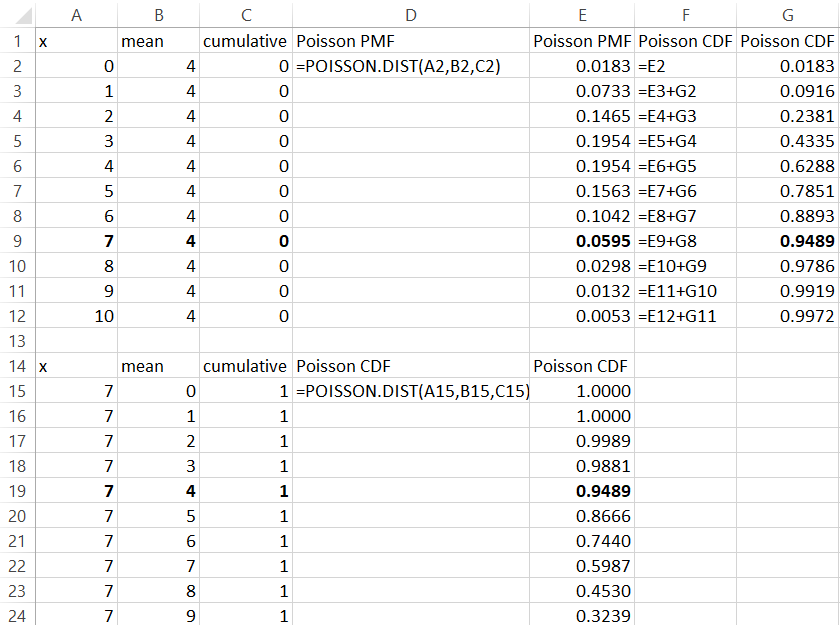 A B C D E F G
1 x mean cumulative Poisson PMF Poisson PMF Poisson CDF Poisson CDF
2 0 4 0 =POISSON.DIST(A2,B2,C2) 0.0183 =E2 0.0183
3 1 4 0 0.0733 =E3+G2 0.0916
4 2 4 0 0.1465 =E4+G3 0.2381
5 3 4 0 0.1954 =E5+G4 0.4335
6 4 4 0 0.1954 =E6+G5 0.6288
7 5 4 0 0.1563 =E7+G6 0.7851
8 6 4 0 0.1042 =E8+G7 0.8893
9 7 4 0 0.0595 =E9+G8 0.9489
10 8 4 0 0.0298 =E10+G9 0.9786
11 9 4 0 0.0132 =E11+G10 0.9919
12 10 4 0 0.0053 =E12+G11 0.9972
13
14 x mean cumulative Poisson CDF Poisson CDF
15 7 0 1 =POISSON.DIST(A15,B15,C15) 1.0000
16 7 1 1 1.0000
17 7 2 1 0.9989
18 7 3 1 0.9881
19 7 4 1 0.9489
20 7 5 1 0.8666
21 7 6 1 0.7440
22 7 7 1 0.5987
23 7 8 1 0.4530
24 7 9 1 0.3239